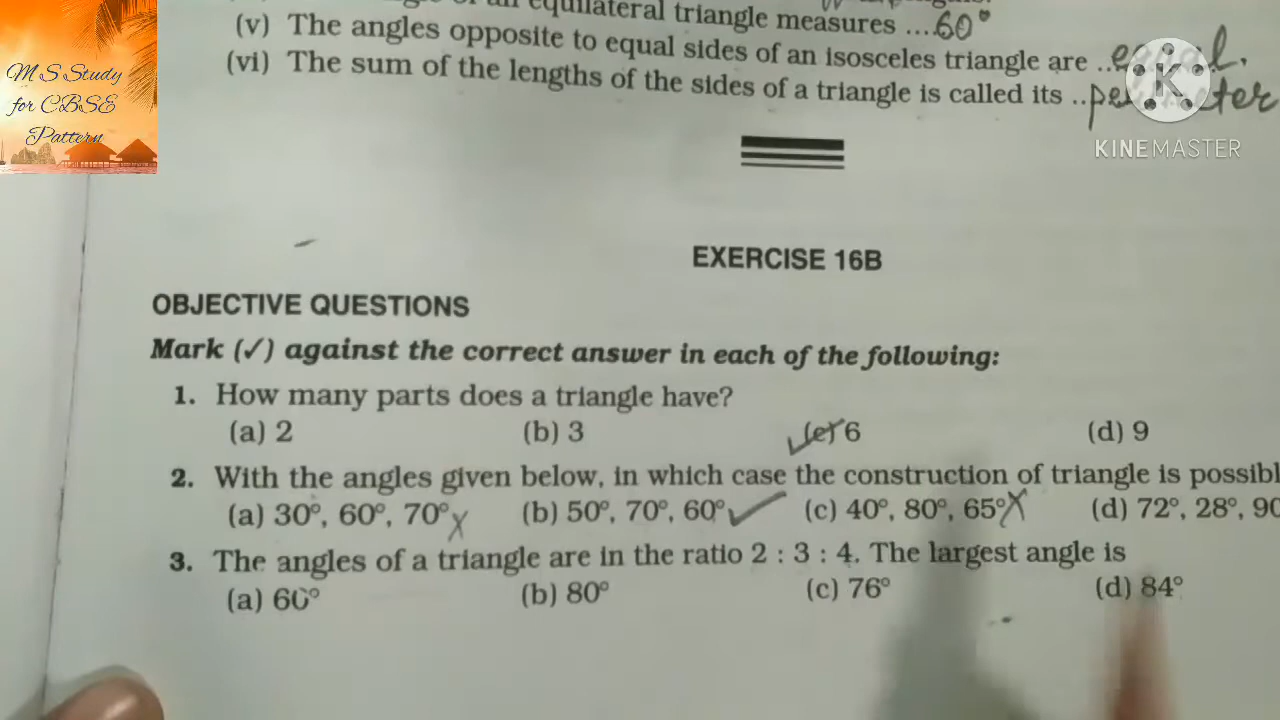 equilateral triangle measures ...60°
(v) The angles opposite to equal sides of an isosceles triangle are ..
(vi) The sum of the lengths of the sides of a triangle is called its ..
M S Study
for CBSE
Pattern
K
KINEMASTER
EXERCISE 16B
OBJECTIVE QUESTIONS
Mark (✓) against the correct answer in each of the following:
1. How many parts does a triangle have?
(a) 2 (b) 3 (c) 6 (d) 9
2. With the angles given below, in which case the construction of triangle is possibl
(a) 30°, 60°, 70° (b) 50°, 70°, 60° (c) 40°, 80°, 65° (d) 72°, 28°, 90
3. The angles of a triangle are in the ratio 2 : 3 : 4. The largest angle is
(a) 60° (b) 80° (c) 76° (d) 84°